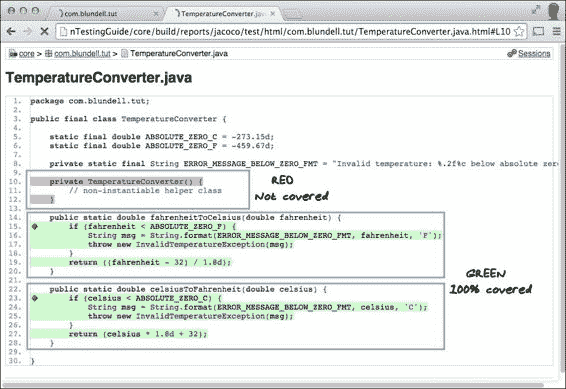 com.blundell.tut
TemperatureConverter.java
nTestingGuide/core/build/reports/jacoco/test/html/com.blundell.tut/TemperatureConverter.java.html#L10
core > com.blundell.tut > TemperatureConverter.java
Sessions
TemperatureConverter.java
1. package com.blundell.tut;
2.
3. public final class TemperatureConverter {
4.
5. static final double ABSOLUTE_ZERO_C = -273.15d;
6. static final double ABSOLUTE_ZERO_F = -459.67d;
7.
8. private static final String ERROR_MESSAGE_BELOW_ZERO_FMT = "Invalid temperature: %.2f%c below absolute zer
9.
10. private TemperatureConverter() {
11. // non-instantiable helper class
12. }
13.
RED
Not covered
14. public static double fahrenheitToCelsius(double fahrenheit) {
15. if (fahrenheit < ABSOLUTE_ZERO_F) {
16. String msg = String.format(ERROR_MESSAGE_BELOW_ZERO_FMT, fahrenheit, 'F');
17. throw new InvalidTemperatureException(msg);
18. }
19. return ((fahrenheit - 32) / 1.8d);
20. }
21.
22. public static double celsiusToFahrenheit(double celsius) {
23. if (celsius < ABSOLUTE_ZERO_C) {
24. String msg = String.format(ERROR_MESSAGE_BELOW_ZERO_FMT, celsius, 'C');
25. throw new InvalidTemperatureException(msg);
26. }
27. return (celsius * 1.8d + 32);
28. }
29.
30. }
GREEN
100% covered